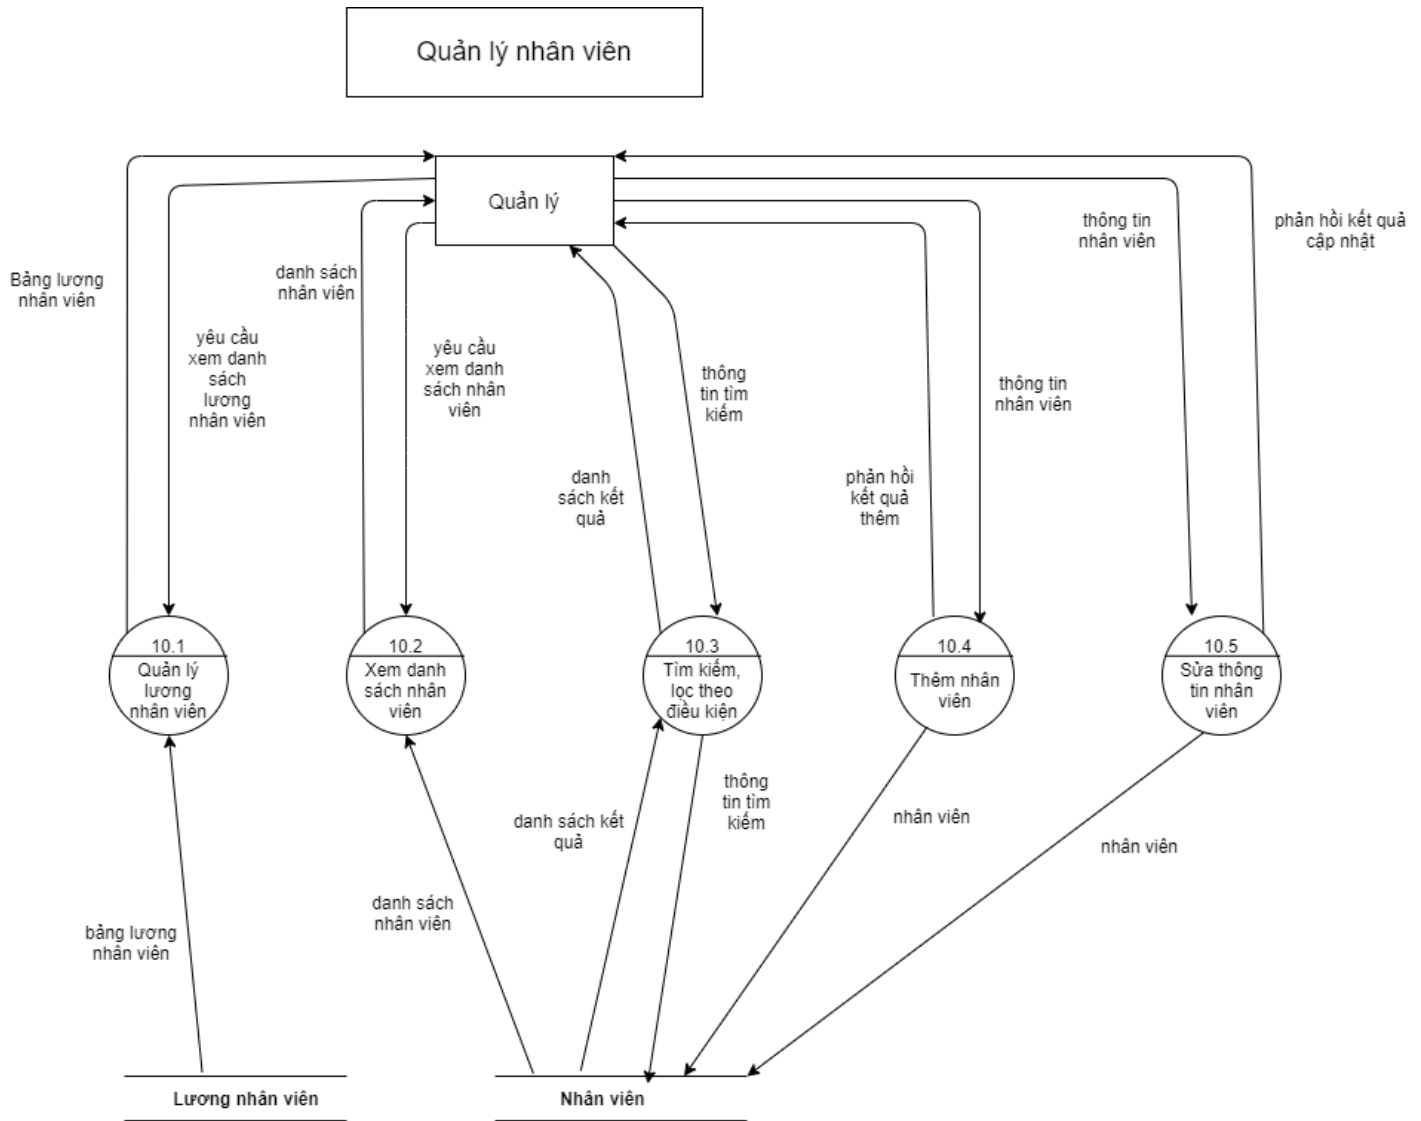 Quản lý nhân viên
Quản lý
Bảng lương
nhân viên
yêu cầu
xem danh
sách
lương
nhân viên
danh sách
nhân viên
yêu cầu
xem danh
sách nhân
viên
danh
sách kết
quả
thông
tin tìm
kiếm
phản hồi
kết quả
thêm
thông tin
nhân viên
thông tin
nhân viên
phản hồi kết quả
cập nhật
10.1
Quản lý
lương
nhân viên
10.2
Xem danh
sách nhân
viên
10.3
Tìm kiếm,
lọc theo
điều kiện
10.4
Thêm nhân
viên
10.5
Sửa thông
tin nhân
viên
bảng lương
nhân viên
danh sách
nhân viên
danh sách kết
quả
thông
tin tìm
kiếm
nhân viên
nhân viên
Lương nhân viên
Nhân viên